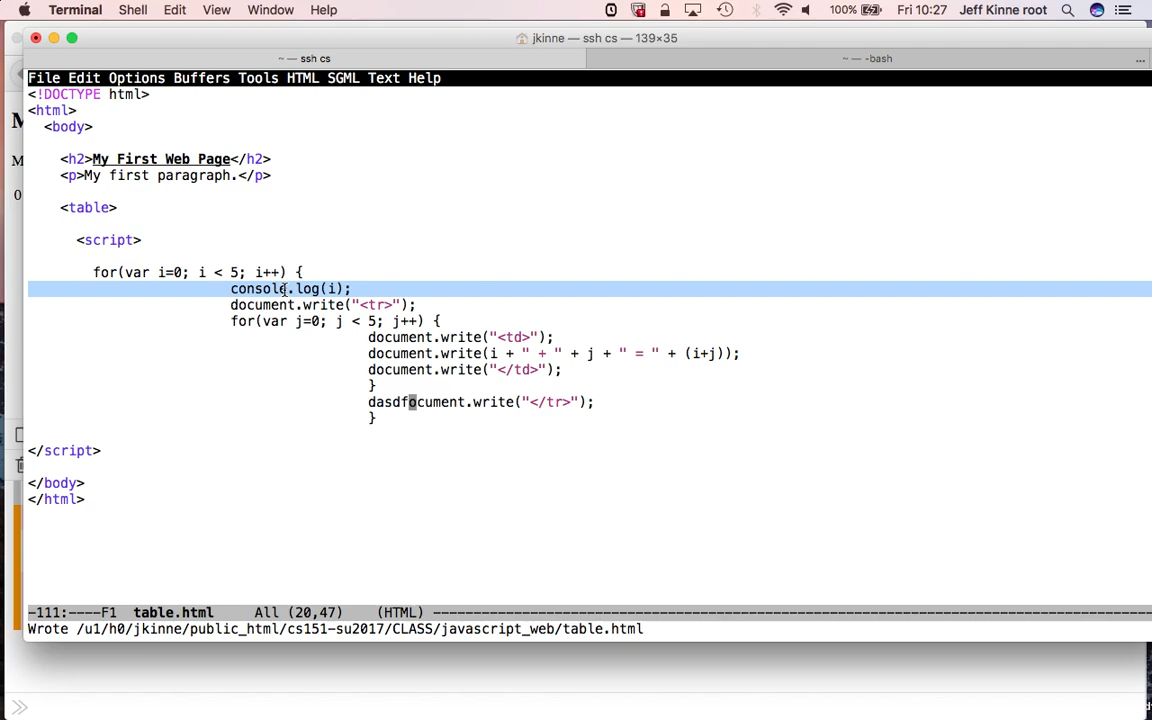 Terminal Shell Edit View Window Help 100% Fri 10:27 Jeff Kinne root
jkinne — ssh cs — 139×35
~ — ssh cs ~ — -bash ...
File Edit Options Buffers Tools HTML SGML Text Help
<!DOCTYPE html>
<html>
<body>
<h2>My First Web Page</h2>
<p>My first paragraph.</p>
<table>
<script>
for(var i=0; i < 5; i++) {
console.log(i);
document.write("<tr>");
for(var j=0; j < 5; j++) {
document.write("<td>");
document.write(i + " + " + j + " = " + (i+j));
document.write("</td>");
}
dasdfocument.write("</tr>");
}
</script>
</body>
</html>
-111:----F1 table.html All (20,47) (HTML) ----------------------------------------------------------------------------------------
Wrote /u1/h0/jkinne/public_html/cs151-su2017/CLASS/javascript_web/table.html
M
M
0